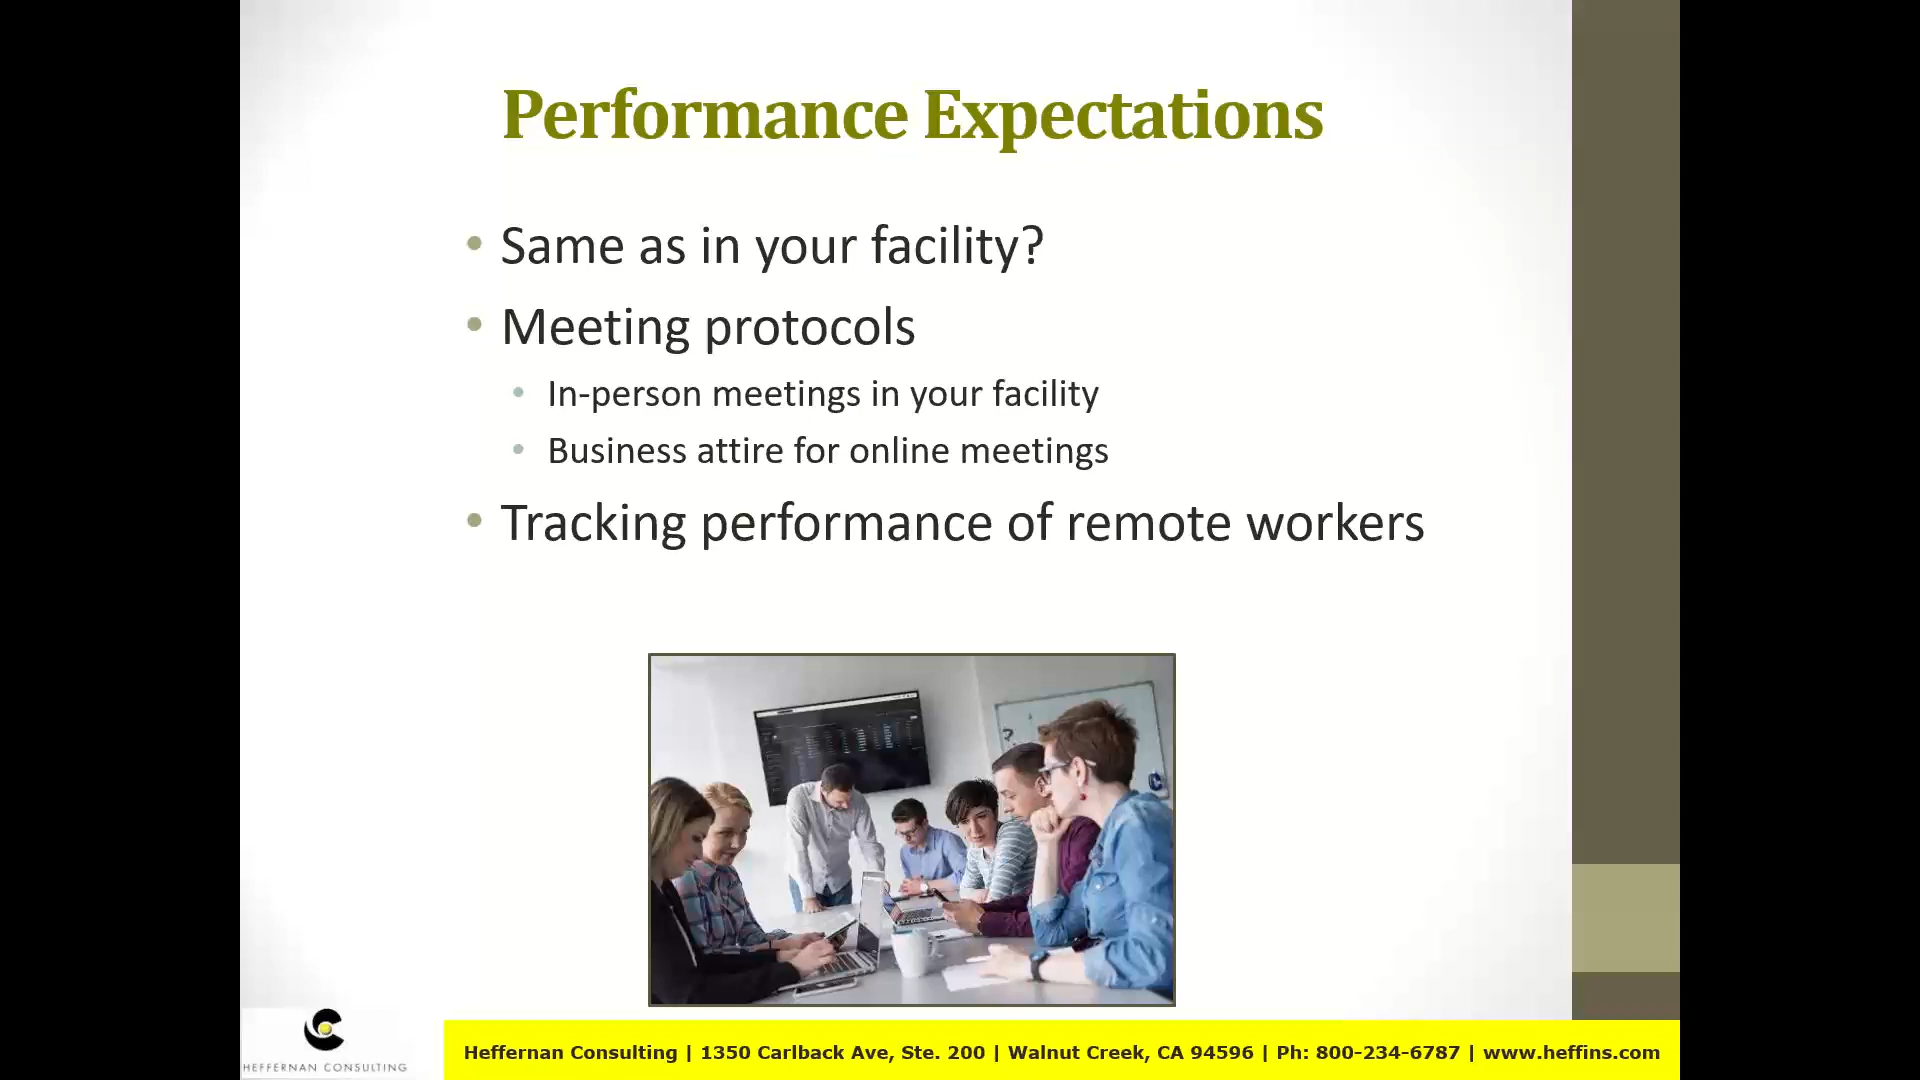 Performance Expectations
• Same as in your facility?
• Meeting protocols
• In-person meetings in your facility
• Business attire for online meetings
• Tracking performance of remote workers
HEFFERNAN CONSULTING
Heffernan Consulting | 1350 Carlback Ave, Ste. 200 | Walnut Creek, CA 94596 | Ph: 800-234-6787 | www.heffins.com